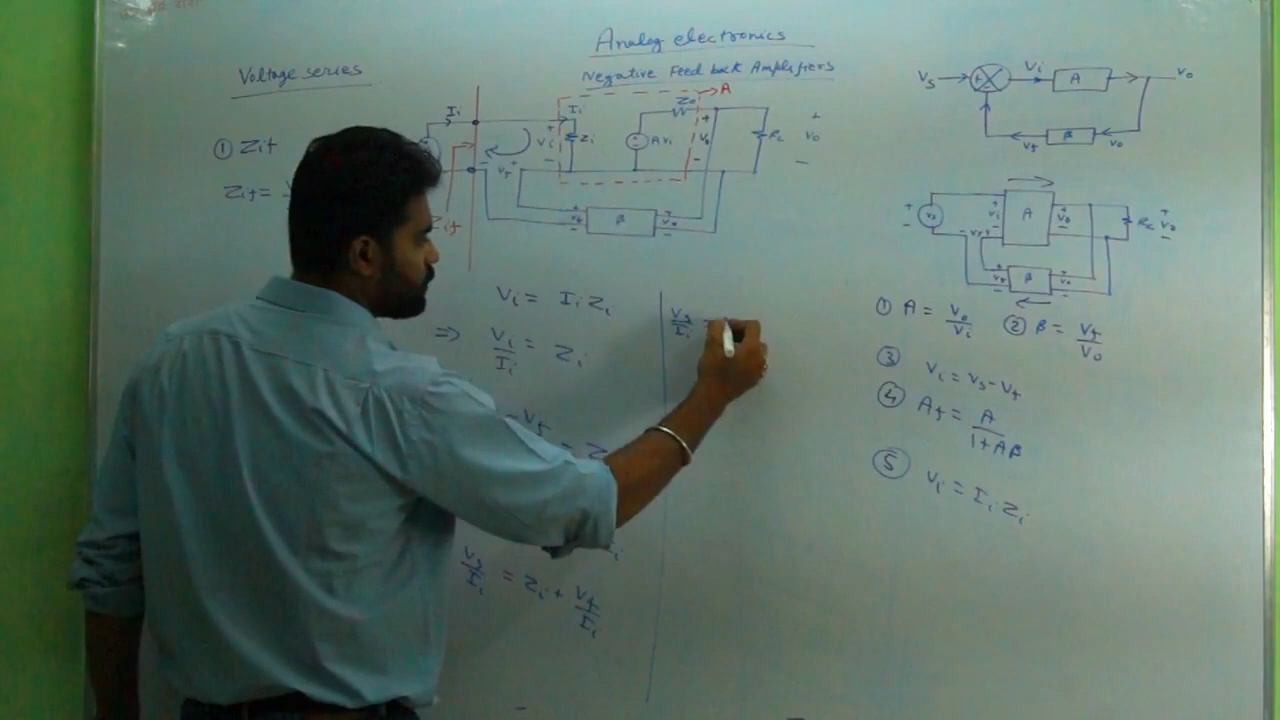 Analog electronics
Negative Feed back Amplifiers
Voltage series
① Zif
Zif =
Ii
Ii
Vi
+
-
Zi
AVi
Zo
A
+
Vo
-
RL
+
Vo
-
- Vf +
+
Vf
-
β
+
Vo
-
Vi = Ii Zi
⇒ Vi/Ii = Zi
- Vf
=
Vs/Ii = Zi + Vf/Ii
Vs/Ii =
Vs
+
-
Vi
A
Vo
β
Vf
Vo
+
Vs
-
+
Vi
-
A
+
Vo
-
RL
+
Vo
-
- Vf +
+
Vf
-
β
+
Vo
-
① A = Vo/Vi ② β = Vf/Vo
③ Vi = Vs - Vf
④ Af = A/1+Aβ
⑤ Vi = Ii Zi